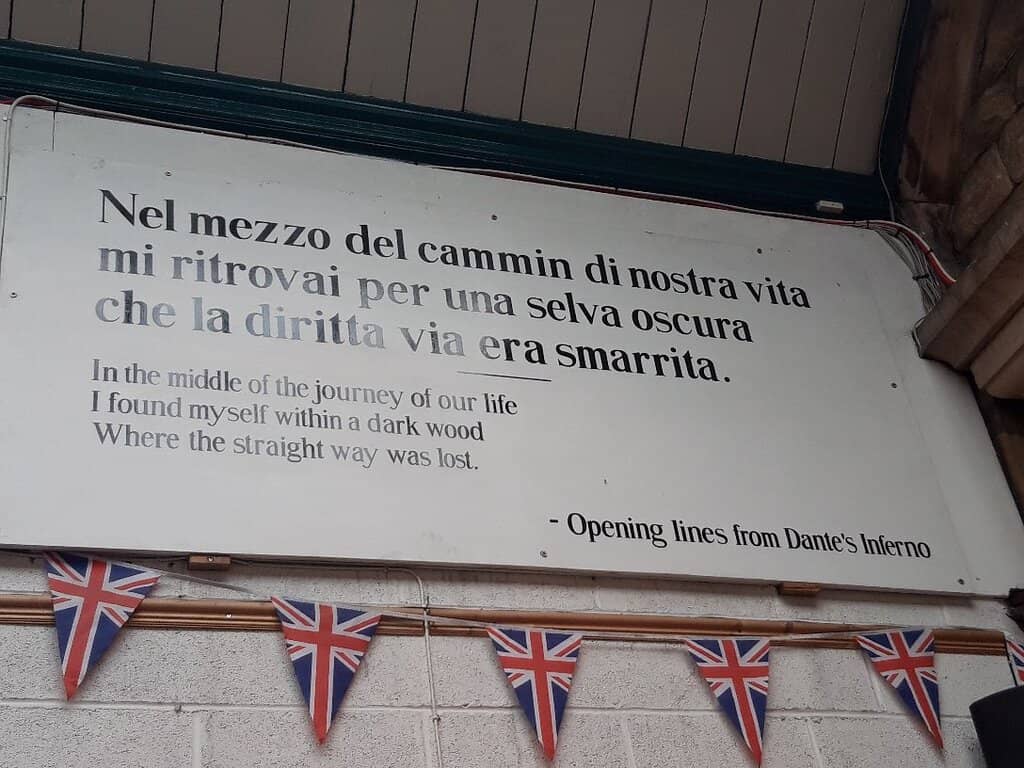 Nel mezzo del cammin di nostra vita
mi ritrovai per una selva oscura
che la diritta via era smarrita.
In the middle of the journey of our life
I found myself within a dark wood
Where the straight way was lost.
- Opening lines from Dante's Inferno